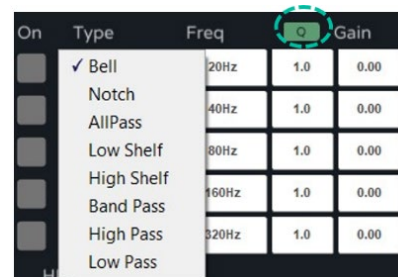 On Type Freq Q Gain
✓ Bell 20Hz 1.0 0.00
Notch
AllPass 40Hz 1.0 0.00
Low Shelf 80Hz 1.0 0.00
High Shelf
Band Pass 160Hz 1.0 0.00
High Pass 320Hz 1.0 0.00
Low Pass